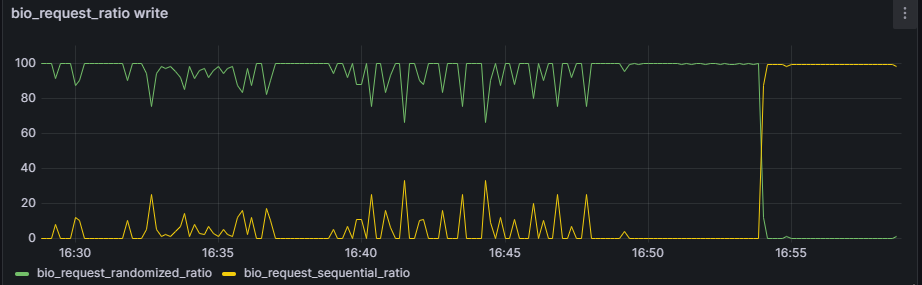 bio_request_ratio write
100
80
60
40
20
0
16:30 16:35 16:40 16:45 16:50 16:55
bio_request_randomized_ratio bio_request_sequential_ratio